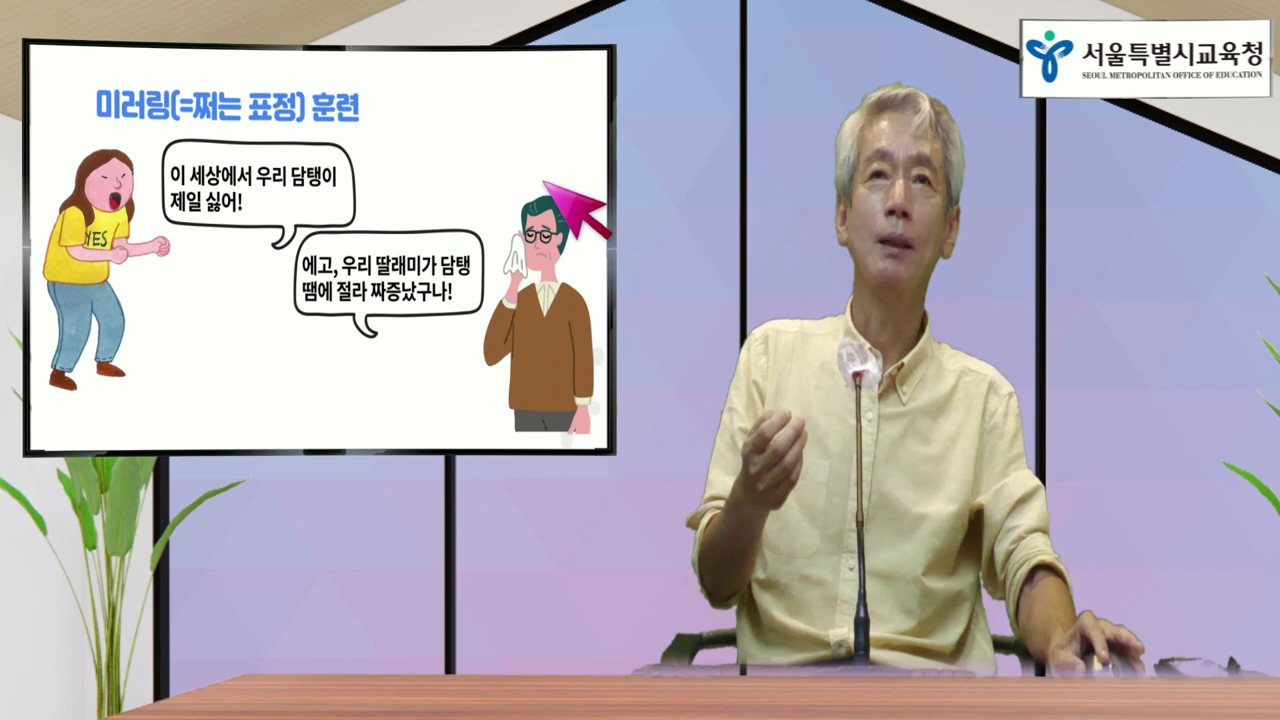 미러링(=쩌는 표정) 훈련
이 세상에서 우리 담탱이
제일 싫어!
YES
에고, 우리 딸래미가 담탱
땜에 절라 짜증났구나!
서울특별시교육청
SEOUL METROPOLITAN OFFICE OF EDUCATION